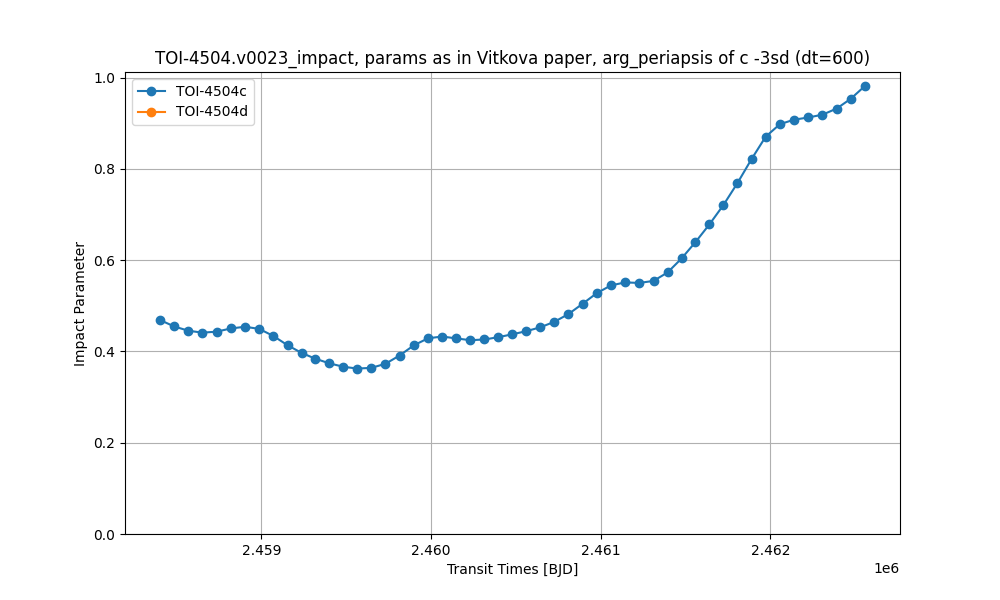 TOI-4504.v0023_impact, params as in Vitkova paper, arg_periapsis of c -3sd (dt=600)
TOI-4504c
TOI-4504d
1.0
0.8
0.6
0.4
0.2
0.0
Impact Parameter
2.459 2.460 2.461 2.462
1e6
Transit Times [BJD]